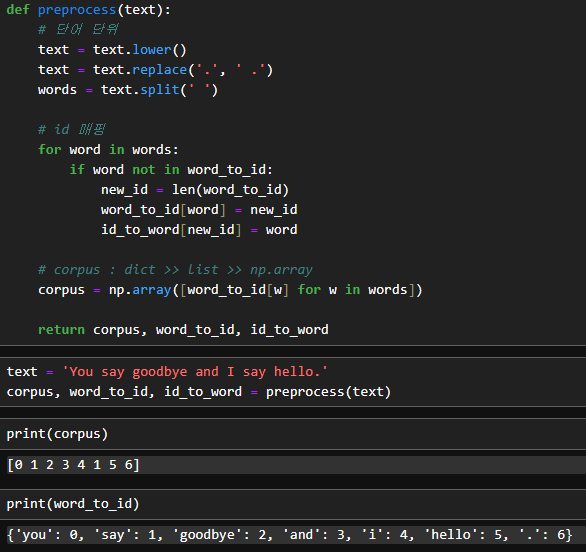 def preprocess(text):
    # 단어 단위
    text = text.lower()
    text = text.replace('.', ' .')
    words = text.split(' ')

    # id 매핑
    for word in words:
        if word not in word_to_id:
            new_id = len(word_to_id)
            word_to_id[word] = new_id
            id_to_word[new_id] = word

    # corpus : dict >> list >> np.array
    corpus = np.array([word_to_id[w] for w in words])

    return corpus, word_to_id, id_to_word
text = 'You say goodbye and I say hello.'
corpus, word_to_id, id_to_word = preprocess(text)
print(corpus)
[0 1 2 3 4 1 5 6]
print(word_to_id)
{'you': 0, 'say': 1, 'goodbye': 2, 'and': 3, 'i': 4, 'hello': 5, '.': 6}